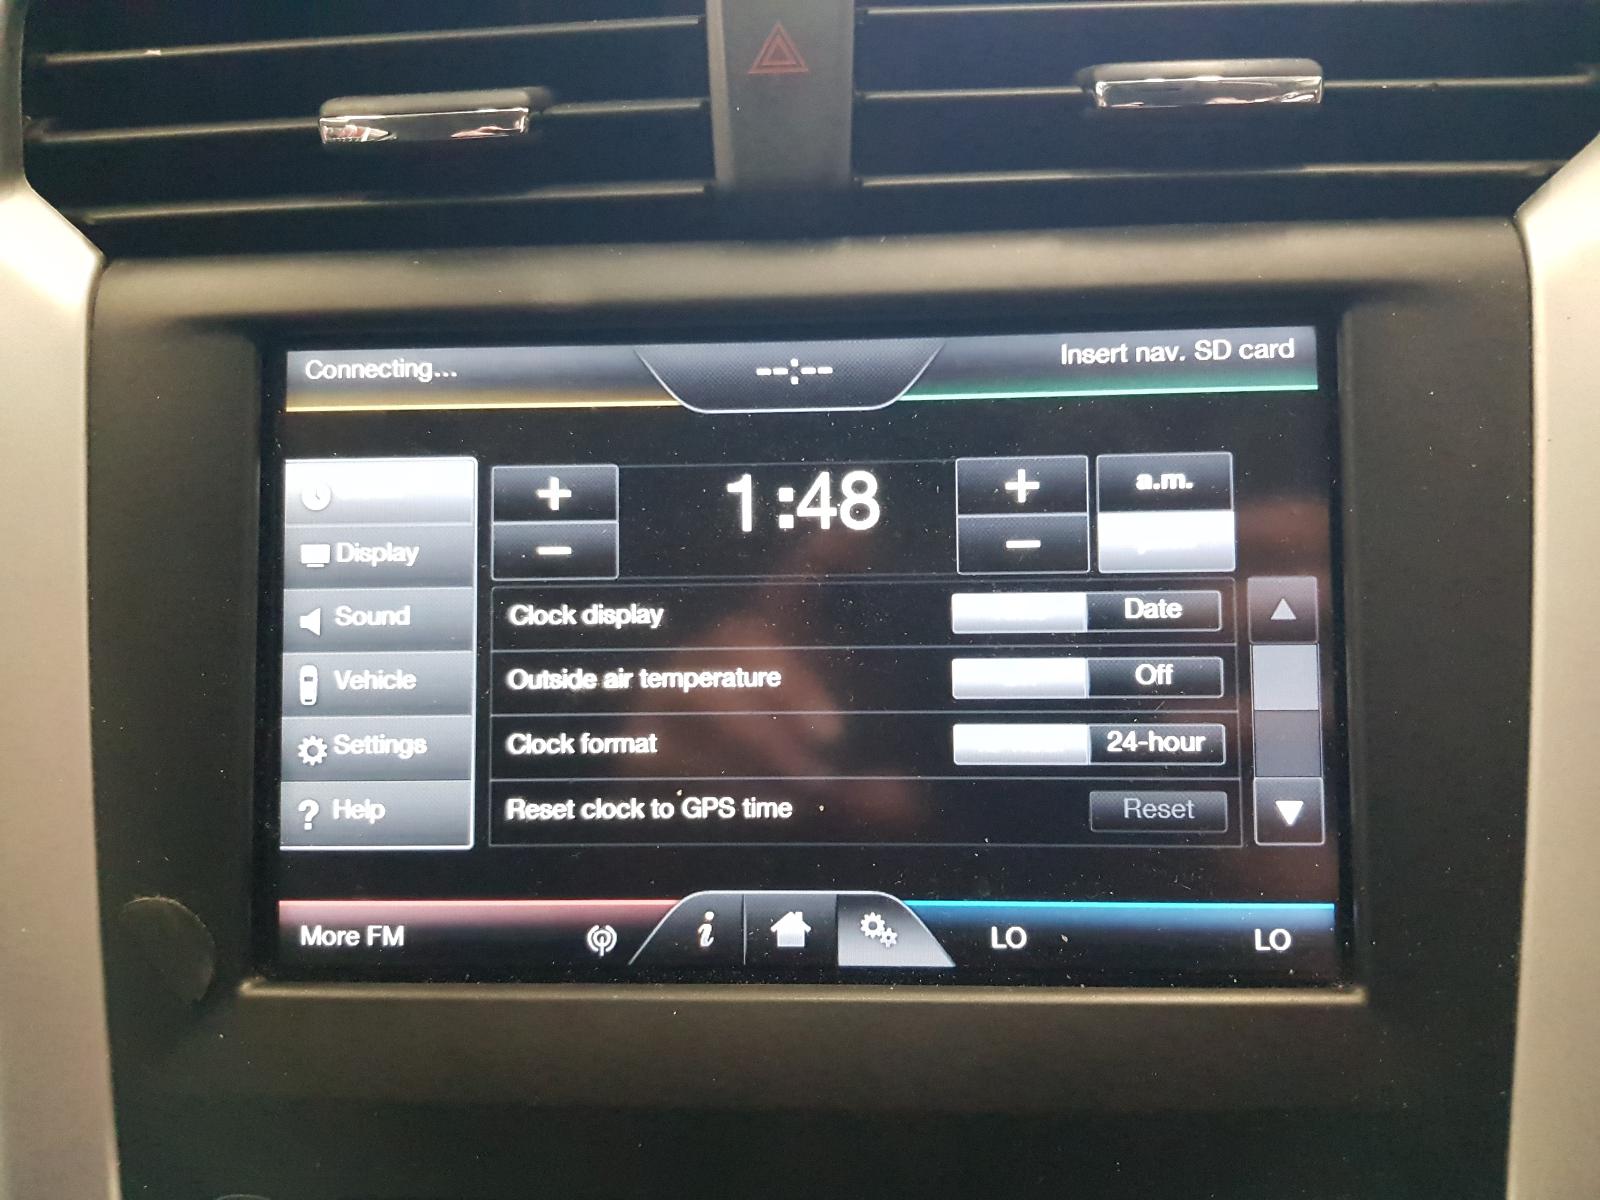 Connecting...
--:--
Insert nav. SD card
+
1:48
+
a.m.
−
−
Display
Clock display
Date
Sound
Outside air temperature
Off
Vehicle
Clock format
24-hour
Settings
Reset clock to GPS time
Reset
? Help
More FM
i
LO
LO